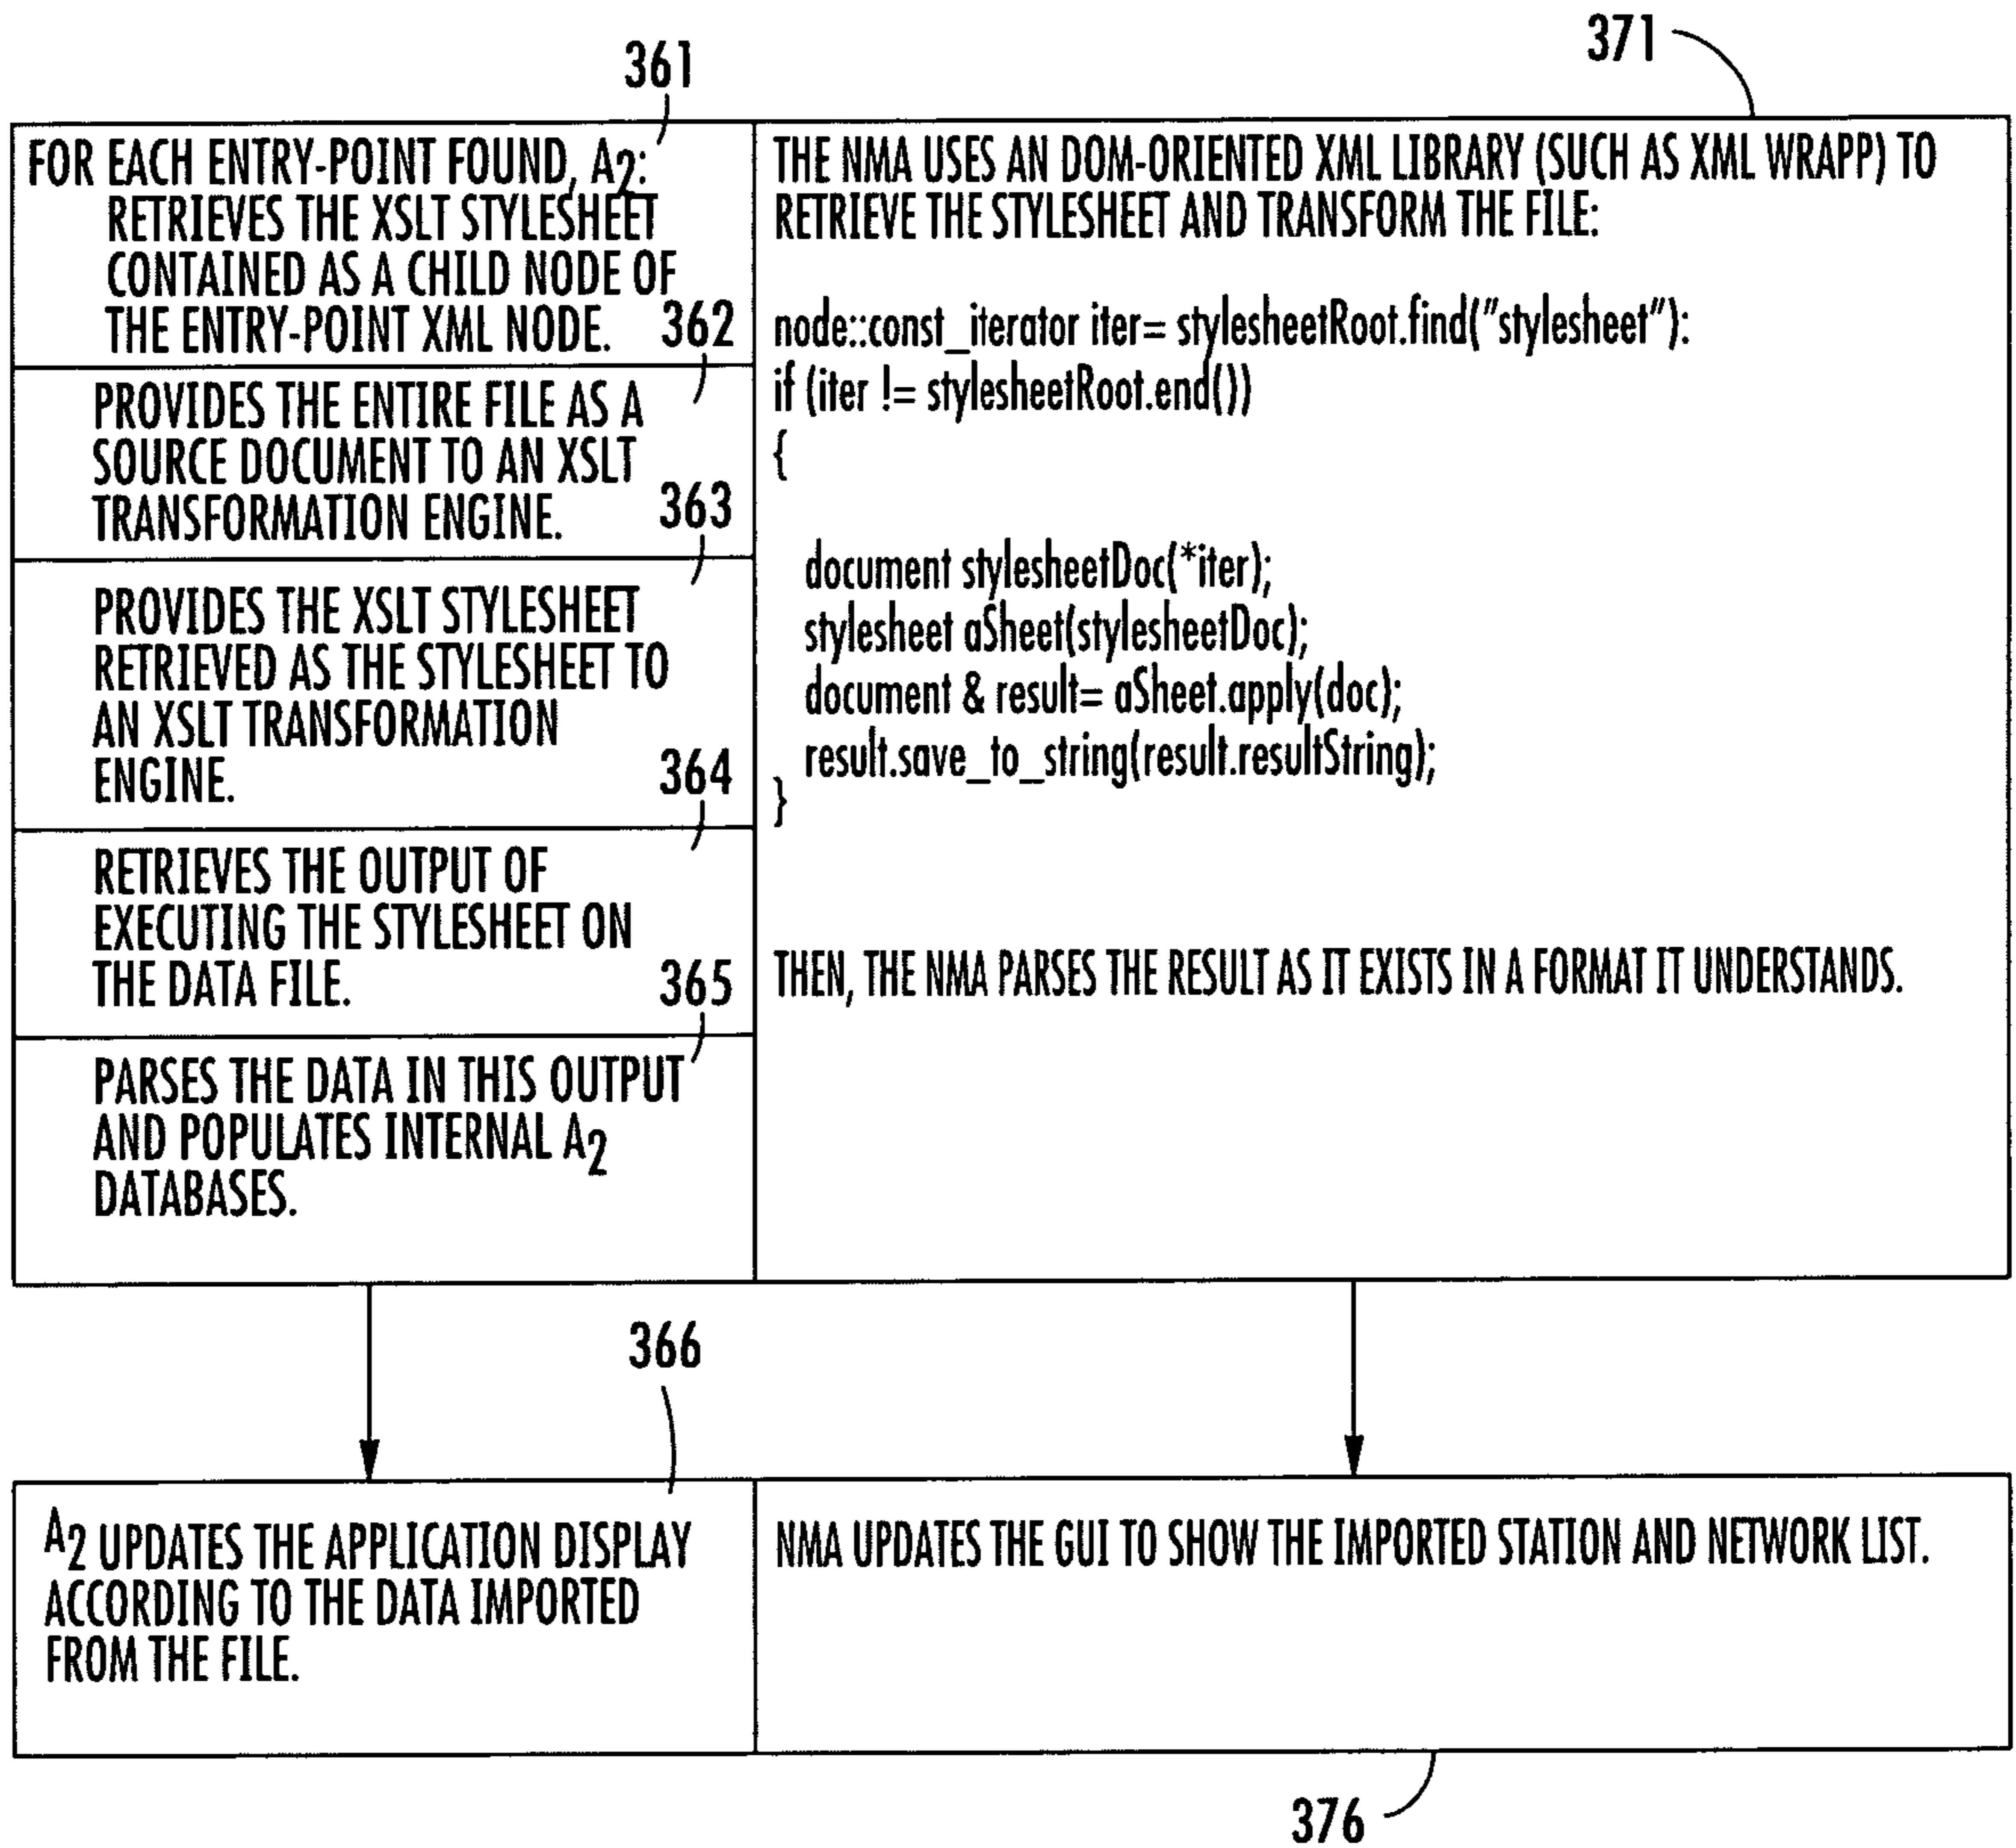 361
371
FOR EACH ENTRY-POINT FOUND, A2:
RETRIEVES THE XSLT STYLESHEET
CONTAINED AS A CHILD NODE OF
THE ENTRY-POINT XML NODE.
362
PROVIDES THE ENTIRE FILE AS A
SOURCE DOCUMENT TO AN XSLT
TRANSFORMATION ENGINE.
363
PROVIDES THE XSLT STYLESHEET
RETRIEVED AS THE STYLESHEET TO
AN XSLT TRANSFORMATION
ENGINE.
364
RETRIEVES THE OUTPUT OF
EXECUTING THE STYLESHEET ON
THE DATA FILE.
365
PARSES THE DATA IN THIS OUTPUT
AND POPULATES INTERNAL A2
DATABASES.
THE NMA USES AN DOM-ORIENTED XML LIBRARY (SUCH AS XML WRAPP) TO
RETRIEVE THE STYLESHEET AND TRANSFORM THE FILE:
node::const_iterator iter= stylesheetRoot.find("stylesheet"):
if (iter != stylesheetRoot.end())
{
document stylesheetDoc(*iter);
stylesheet aSheet(stylesheetDoc);
document & result= aSheet.apply(doc);
result.save_to_string(result.resultString);
}
THEN, THE NMA PARSES THE RESULT AS IT EXISTS IN A FORMAT IT UNDERSTANDS.
366
A2 UPDATES THE APPLICATION DISPLAY
ACCORDING TO THE DATA IMPORTED
FROM THE FILE.
NMA UPDATES THE GUI TO SHOW THE IMPORTED STATION AND NETWORK LIST.
376